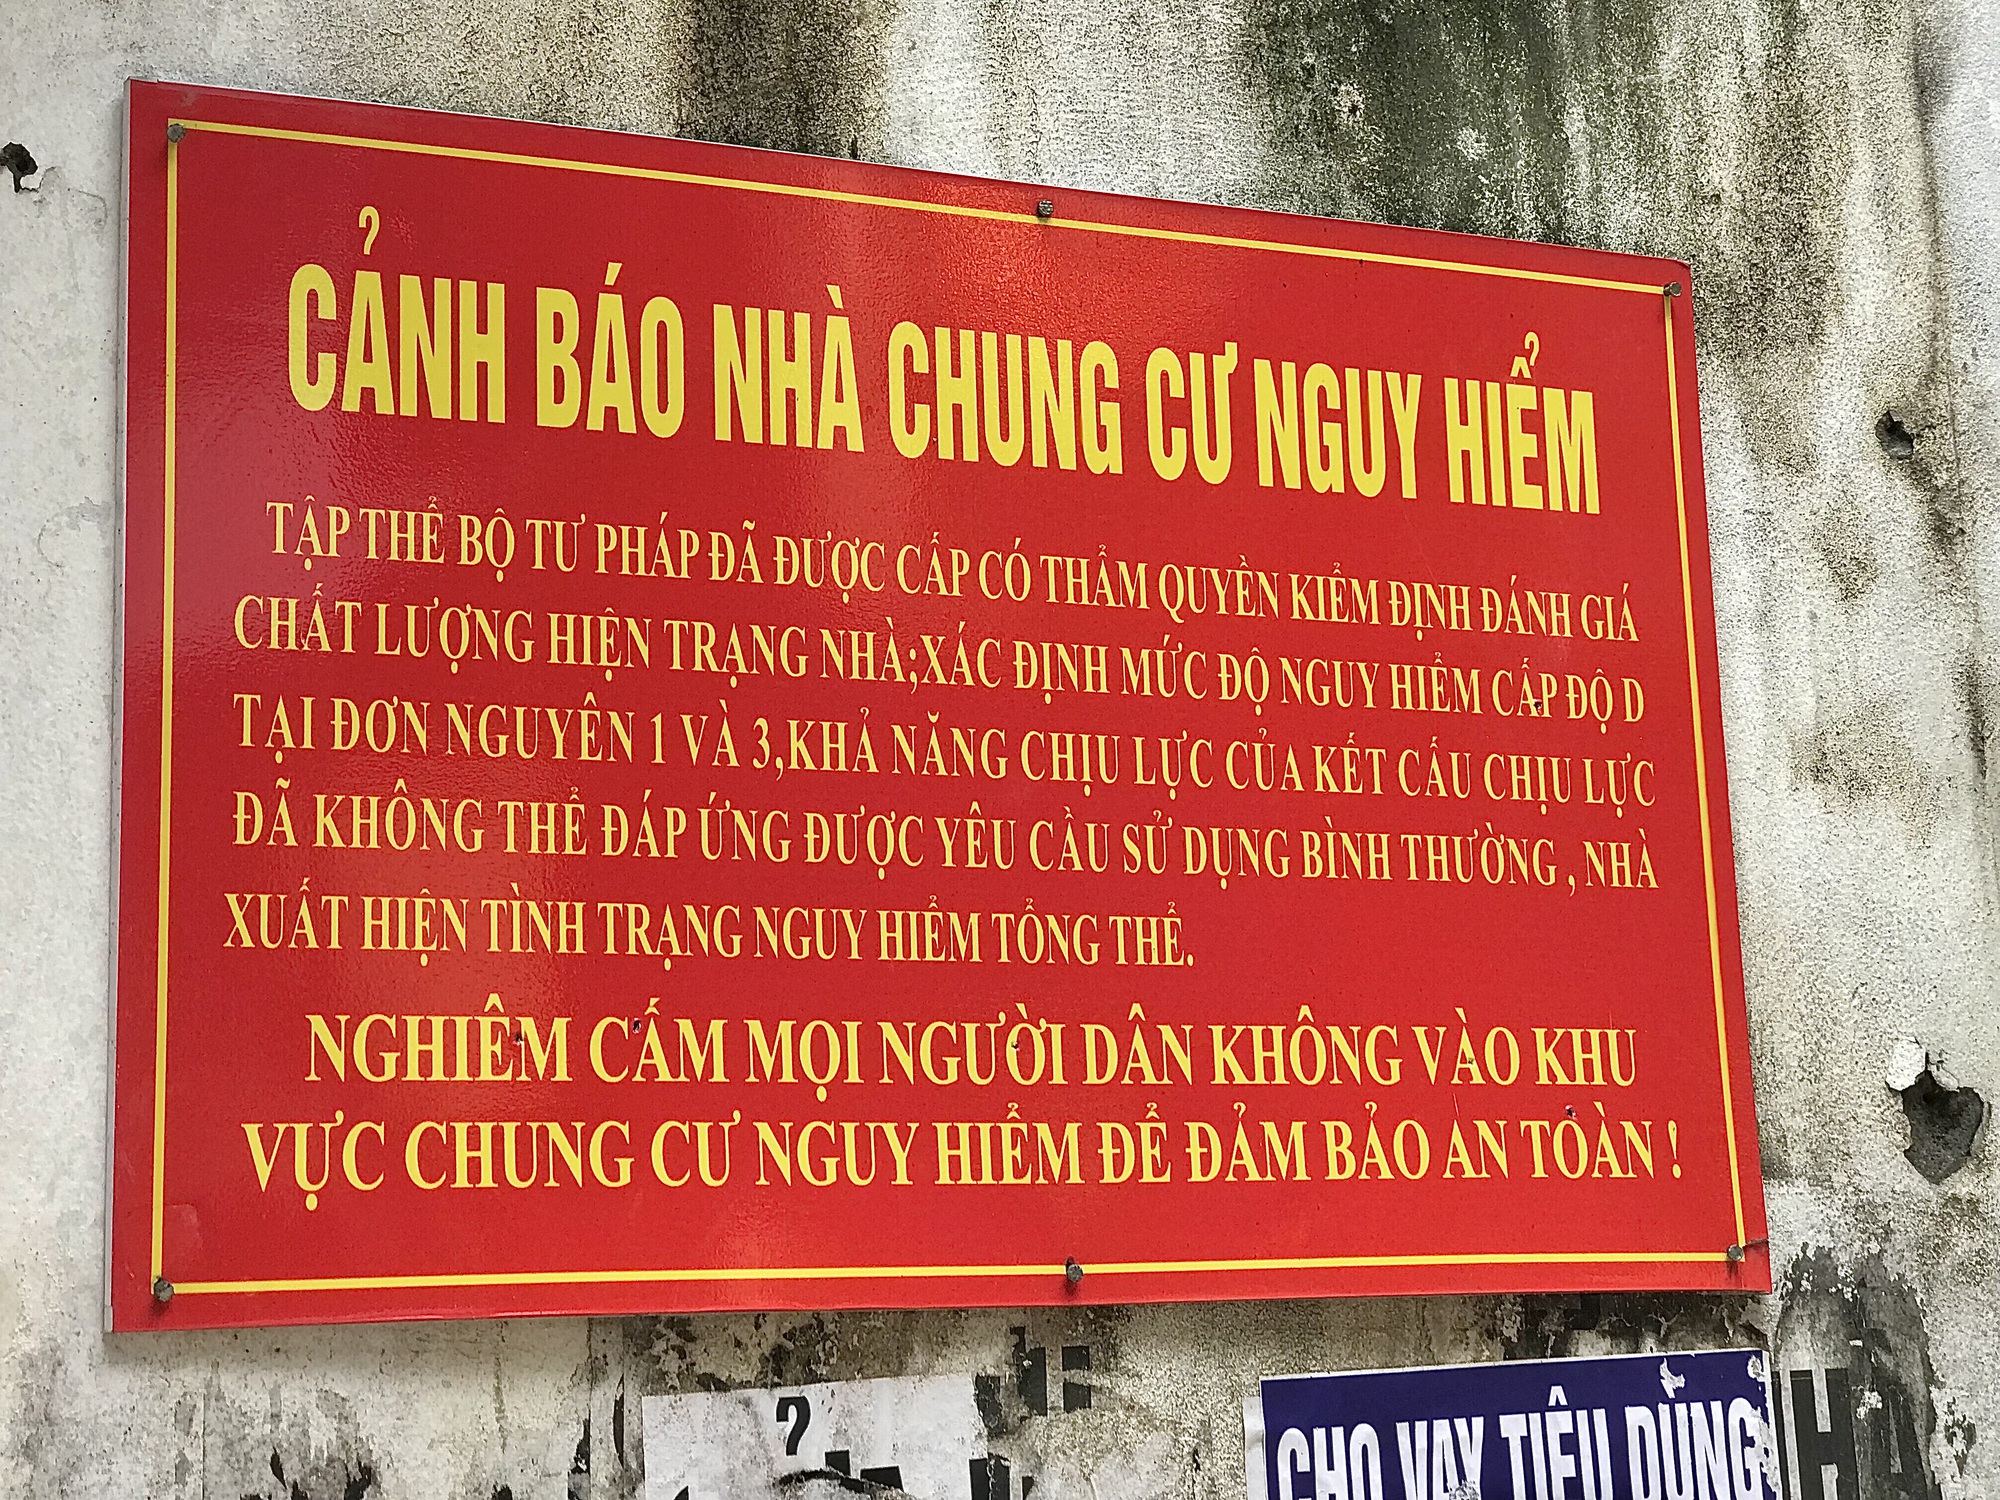 CẢNH BÁO NHÀ CHUNG CƯ NGUY HIỂM
TẬP THỂ BỘ TƯ PHÁP ĐÃ ĐƯỢC CẤP CÓ THẨM QUYỀN KIỂM ĐỊNH ĐÁNH GIÁ
CHẤT LƯỢNG HIỆN TRẠNG NHÀ;XÁC ĐỊNH MỨC ĐỘ NGUY HIỂM CẤP ĐỘ D
TẠI ĐƠN NGUYÊN 1 VÀ 3,KHẢ NĂNG CHỊU LỰC CỦA KẾT CẤU CHỊU LỰC
ĐÃ KHÔNG THỂ ĐÁP ỨNG ĐƯỢC YÊU CẦU SỬ DỤNG BÌNH THƯỜNG , NHÀ
XUẤT HIỆN TÌNH TRẠNG NGUY HIỂM TỔNG THỂ.
NGHIÊM CẤM MỌI NGƯỜI DÂN KHÔNG VÀO KHU
VỰC CHUNG CƯ NGUY HIỂM ĐỂ ĐẢM BẢO AN TOÀN !
CHO VAY TIÊU DÙNG